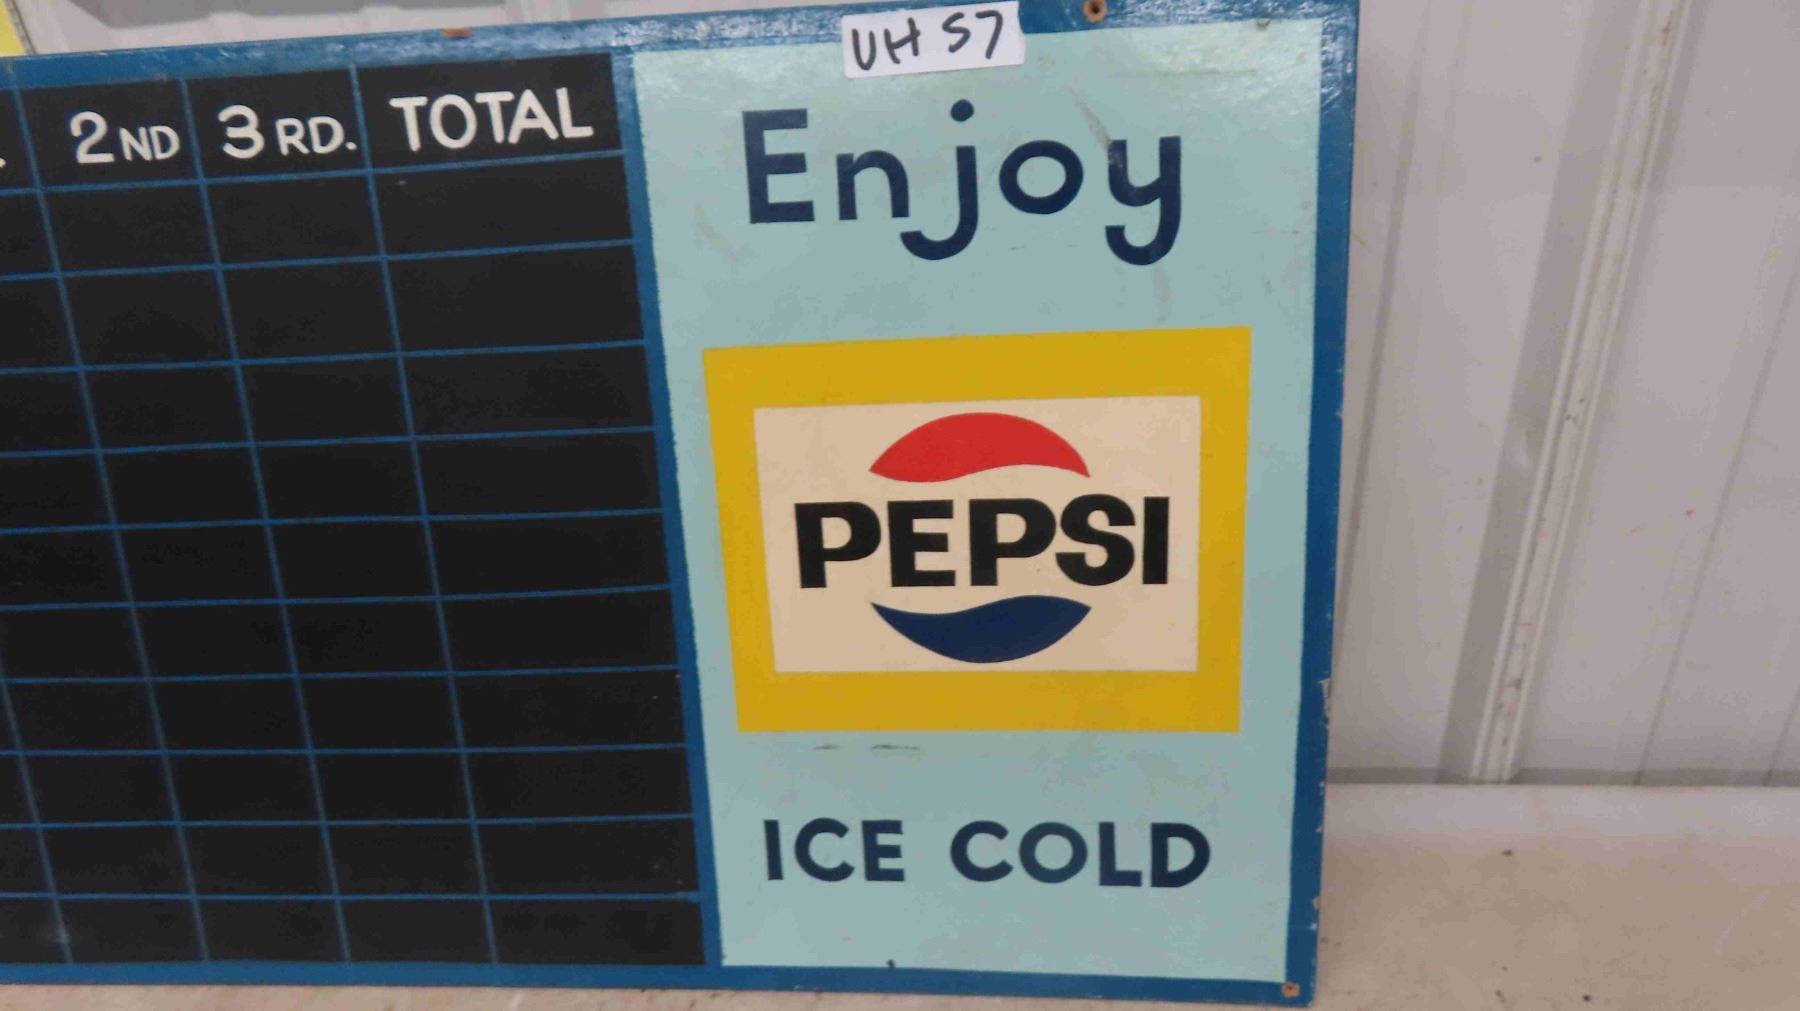 UH 57
2ND 3RD. TOTAL
Enjoy
PEPSI
ICE COLD